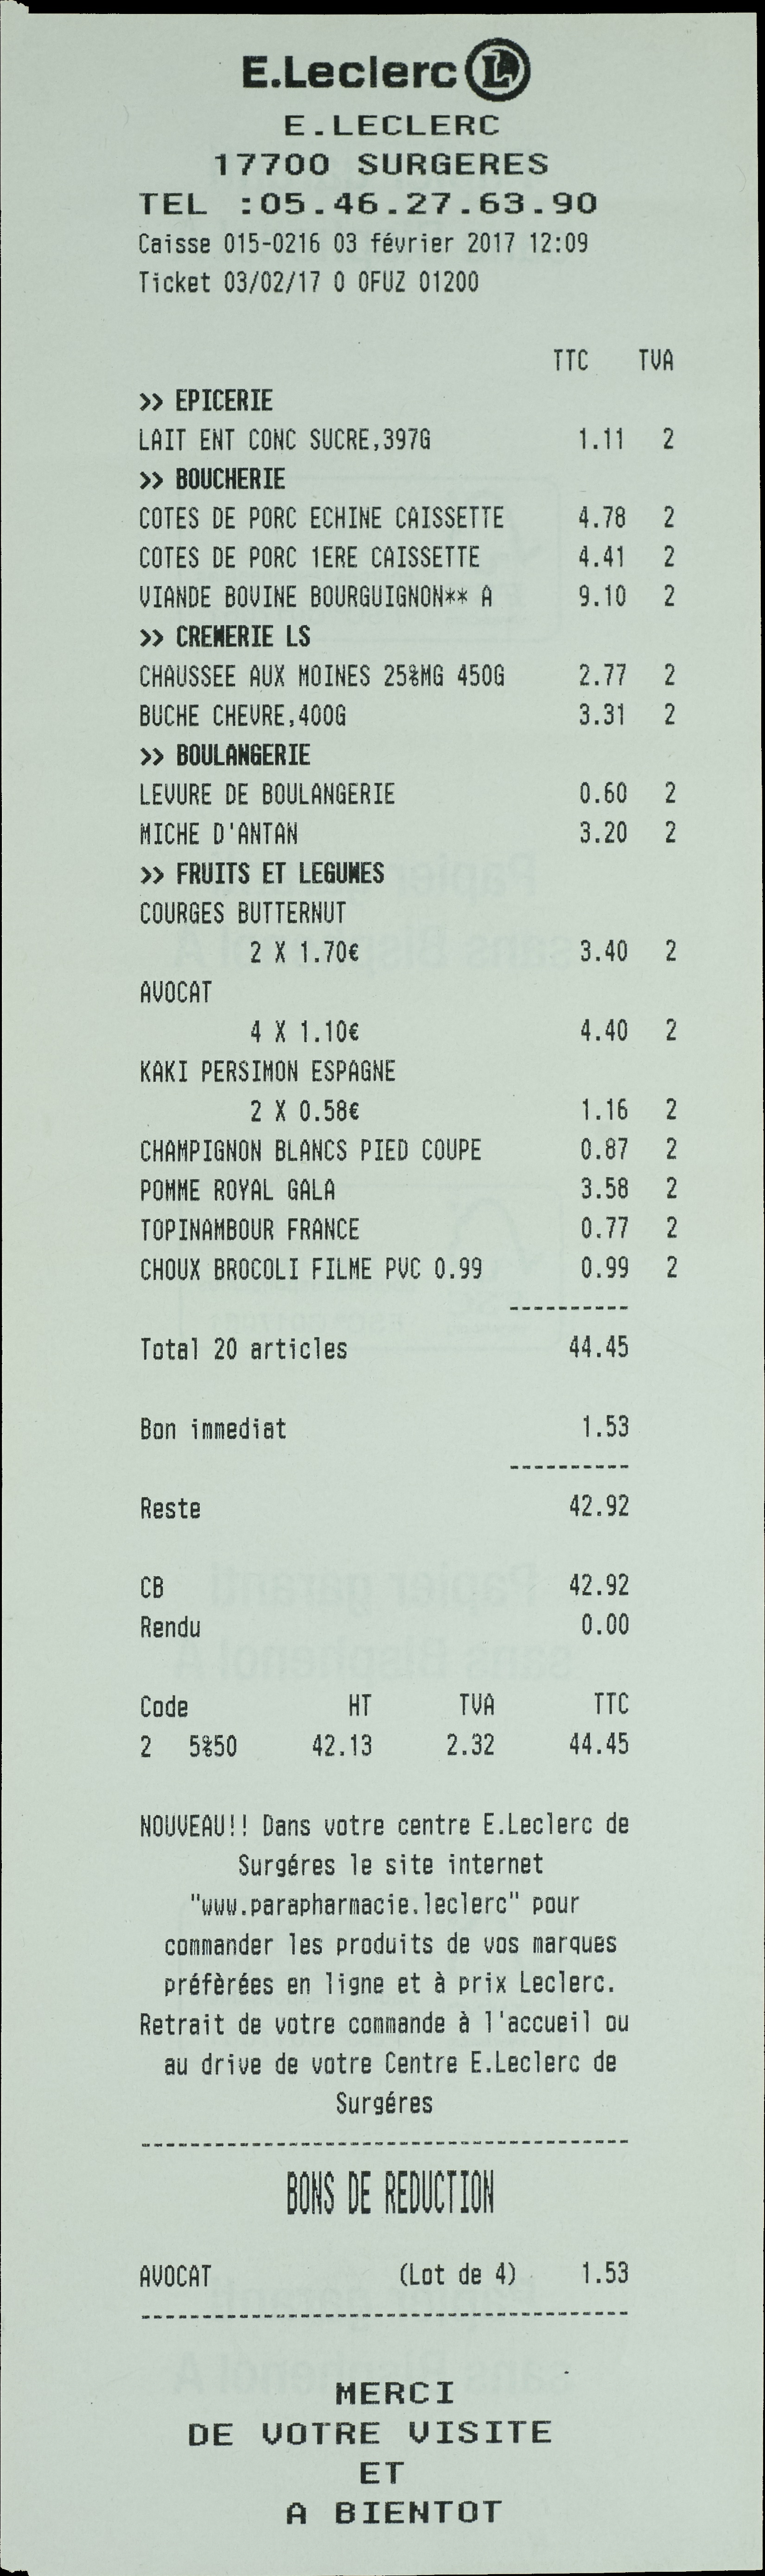 E.Leclerc L
E.LECLERC
17700 SURGERES
TEL :05.46.27.63.90
Caisse 015-0216 03 février 2017 12:09
Ticket 03/02/17 0 OFUZ 01200
TTC TVA
>> EPICERIE
LAIT ENT CONC SUCRE,397G 1.11 2
>> BOUCHERIE
COTES DE PORC ECHINE CAISSETTE 4.78 2
COTES DE PORC 1ERE CAISSETTE 4.41 2
VIANDE BOVINE BOURGUIGNON** A 9.10 2
>> CREMERIE LS
CHAUSSEE AUX MOINES 25%MG 450G 2.77 2
BUCHE CHEVRE,400G 3.31 2
>> BOULANGERIE
LEVURE DE BOULANGERIE 0.60 2
MICHE D'ANTAN 3.20 2
>> FRUITS ET LEGUMES
COURGES BUTTERNUT
2 X 1.70€ 3.40 2
AVOCAT
4 X 1.10€ 4.40 2
KAKI PERSIMON ESPAGNE
2 X 0.58€ 1.16 2
CHAMPIGNON BLANCS PIED COUPE 0.87 2
POMME ROYAL GALA 3.58 2
TOPINAMBOUR FRANCE 0.77 2
CHOUX BROCOLI FILME PVC 0.99 0.99 2
----------
Total 20 articles 44.45
Bon immediat 1.53
----------
Reste 42.92
CB 42.92
Rendu 0.00
Code HT TVA TTC
2 5%50 42.13 2.32 44.45
NOUVEAU!! Dans votre centre E.Leclerc de
Surgéres le site internet
"www.parapharmacie.leclerc" pour
commander les produits de vos marques
préfèrées en ligne et à prix Leclerc.
Retrait de votre commande à l'accueil ou
au drive de votre Centre E.Leclerc de
Surgéres
----------------------------------------
BONS DE REDUCTION
AVOCAT (Lot de 4) 1.53
----------------------------------------
MERCI
DE VOTRE VISITE
ET
A BIENTOT